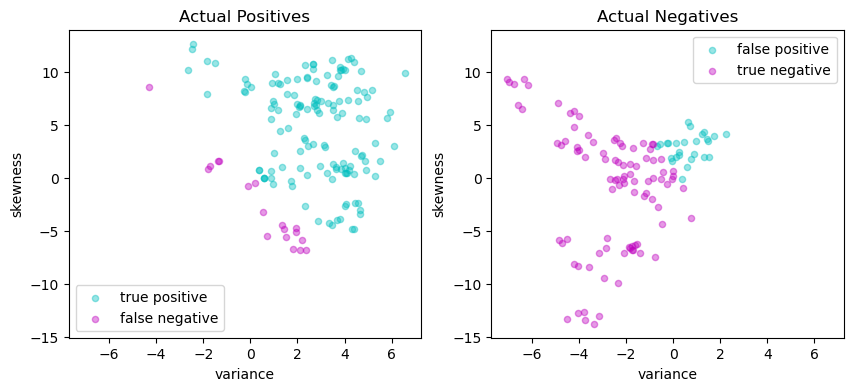 Actual Positives
skewness
10
5
0
−5
−10
−15
−6
−4
−2
0
2
4
6
variance
true positive
false negative
Actual Negatives
skewness
10
5
0
−5
−10
−15
−6
−4
−2
0
2
4
6
variance
false positive
true negative